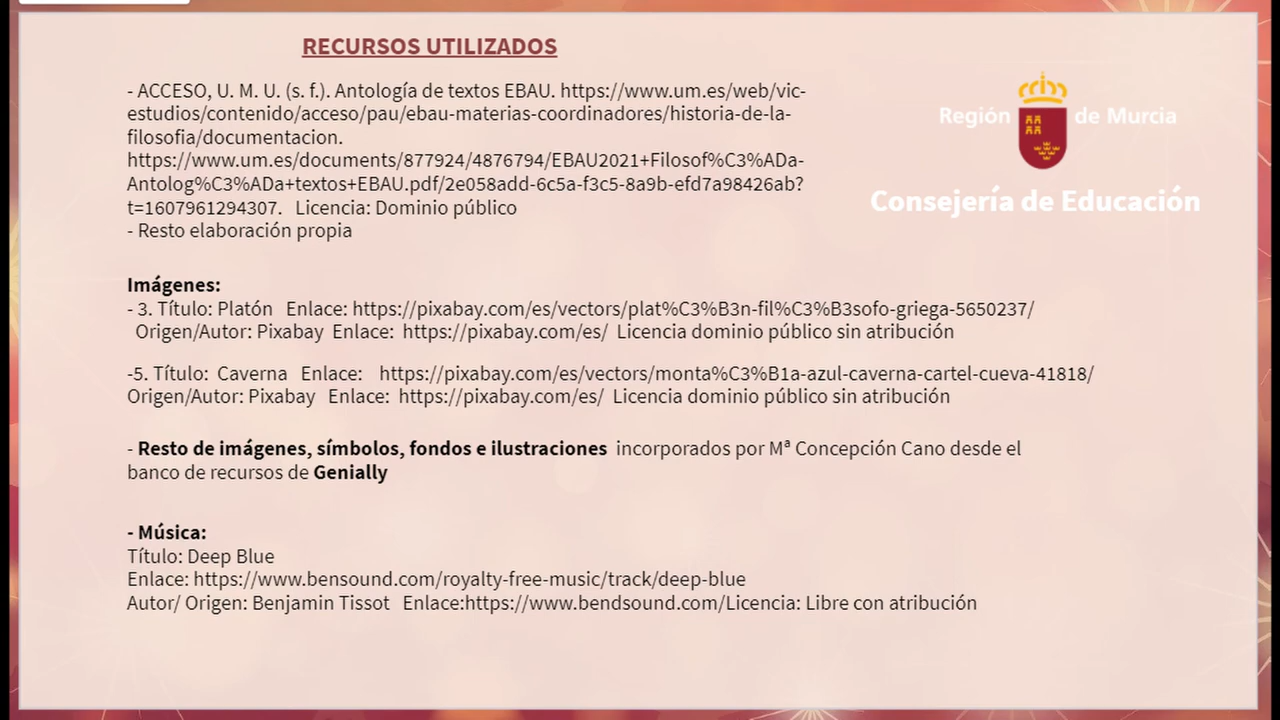 RECURSOS UTILIZADOS
- ACCESO, U. M. U. (s. f.). Antología de textos EBAU. https://www.um.es/web/vic-
estudios/contenido/acceso/pau/ebau-materias-coordinadores/historia-de-la-
filosofia/documentacion.
https://www.um.es/documents/877924/4876794/EBAU2021+Filosof%C3%ADa-
Antolog%C3%ADa+textos+EBAU.pdf/2e058add-6c5a-f3c5-8a9b-efd7a98426ab?
t=1607961294307. Licencia: Dominio público
- Resto elaboración propia
Región de Murcia
Consejería de Educación
Imágenes:
- 3. Título: Platón Enlace: https://pixabay.com/es/vectors/plat%C3%B3n-fil%C3%B3sofo-griega-5650237/
Origen/Autor: Pixabay Enlace: https://pixabay.com/es/ Licencia dominio público sin atribución
-5. Título: Caverna Enlace: https://pixabay.com/es/vectors/monta%C3%B1a-azul-caverna-cartel-cueva-41818/
Origen/Autor: Pixabay Enlace: https://pixabay.com/es/ Licencia dominio público sin atribución
- Resto de imágenes, símbolos, fondos e ilustraciones incorporados por Mª Concepción Cano desde el
banco de recursos de Genially
- Música:
Título: Deep Blue
Enlace: https://www.bensound.com/royalty-free-music/track/deep-blue
Autor/ Origen: Benjamin Tissot Enlace:https://www.bendsound.com/Licencia: Libre con atribución